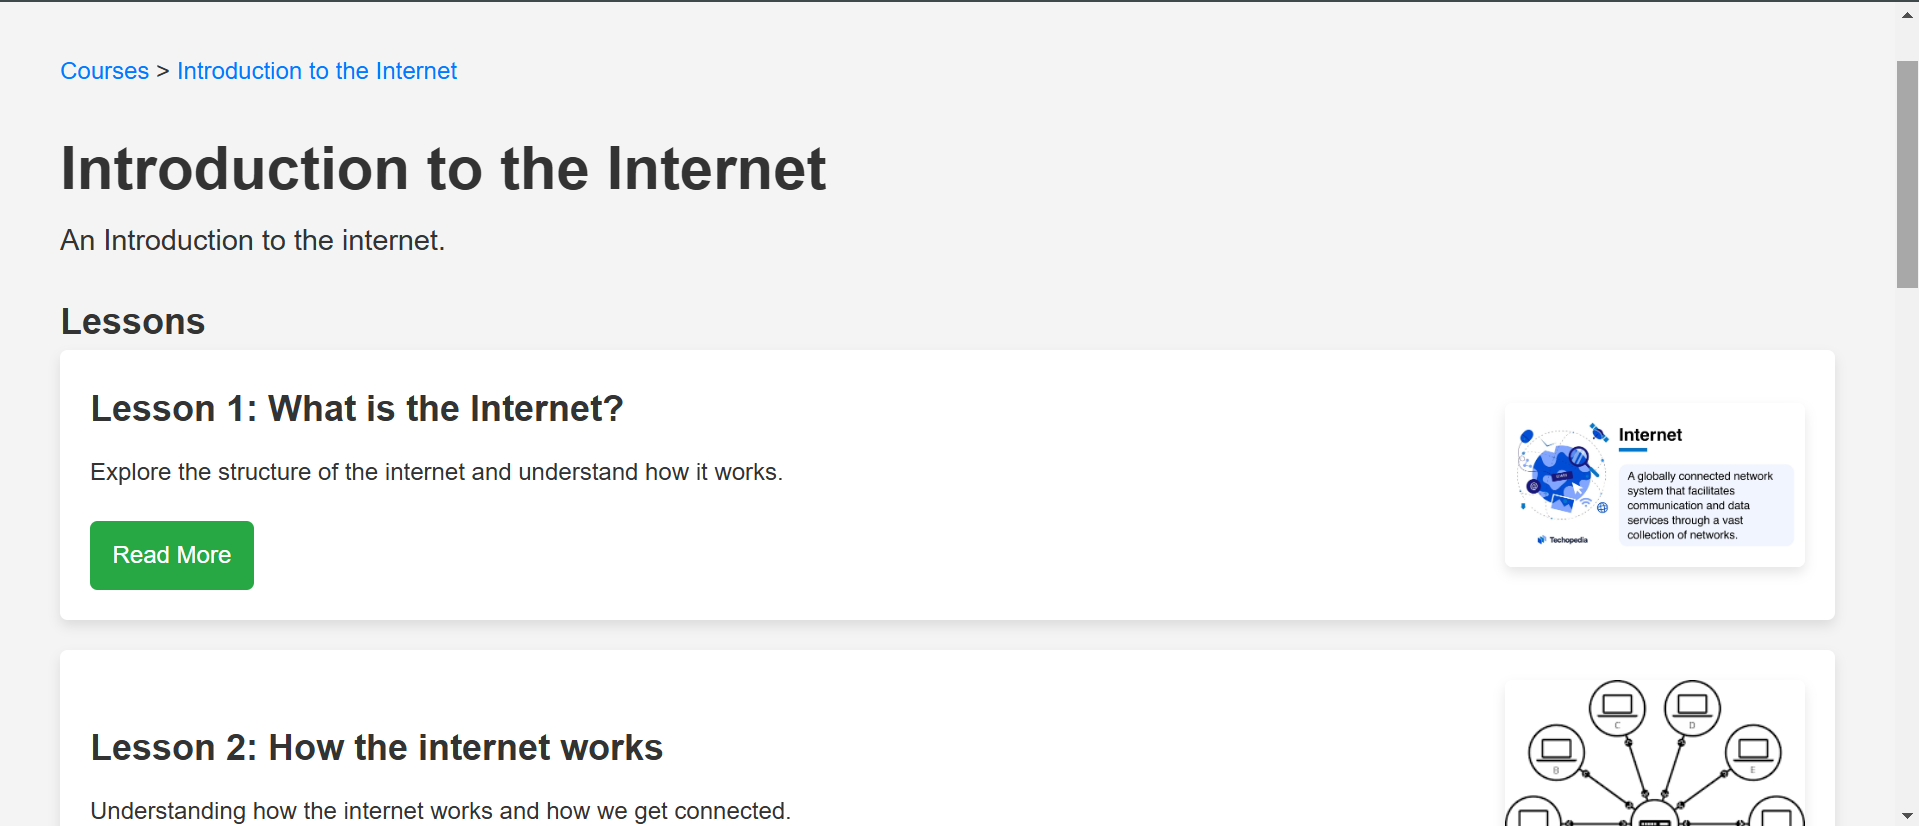 Courses > Introduction to the Internet
Introduction to the Internet
An Introduction to the internet.
Lessons
Lesson 1: What is the Internet?
Explore the structure of the internet and understand how it works.
Read More
Internet
A globally connected network
system that facilitates
communication and data
services through a vast
collection of networks.
Techopedia
Lesson 2: How the internet works
Understanding how the internet works and how we get connected.
C
D
B
E